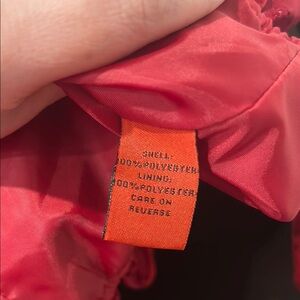 SHELL:
100%POLYESTER
LINING:
100%POLYESTER
CARE ON
REVERSE